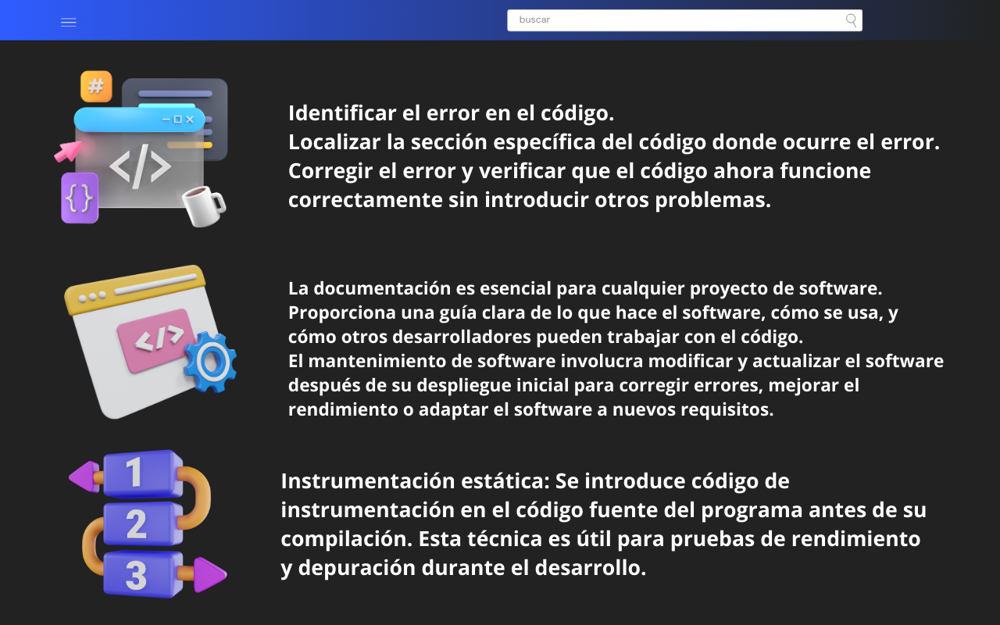 buscar
#
</>
{}
Identificar el error en el código.
Localizar la sección específica del código donde ocurre el error.
Corregir el error y verificar que el código ahora funcione
correctamente sin introducir otros problemas.
</>
La documentación es esencial para cualquier proyecto de software.
Proporciona una guía clara de lo que hace el software, cómo se usa, y
cómo otros desarrolladores pueden trabajar con el código.
El mantenimiento de software involucra modificar y actualizar el software
después de su despliegue inicial para corregir errores, mejorar el
rendimiento o adaptar el software a nuevos requisitos.
1
2
3
Instrumentación estática: Se introduce código de
instrumentación en el código fuente del programa antes de su
compilación. Esta técnica es útil para pruebas de rendimiento
y depuración durante el desarrollo.